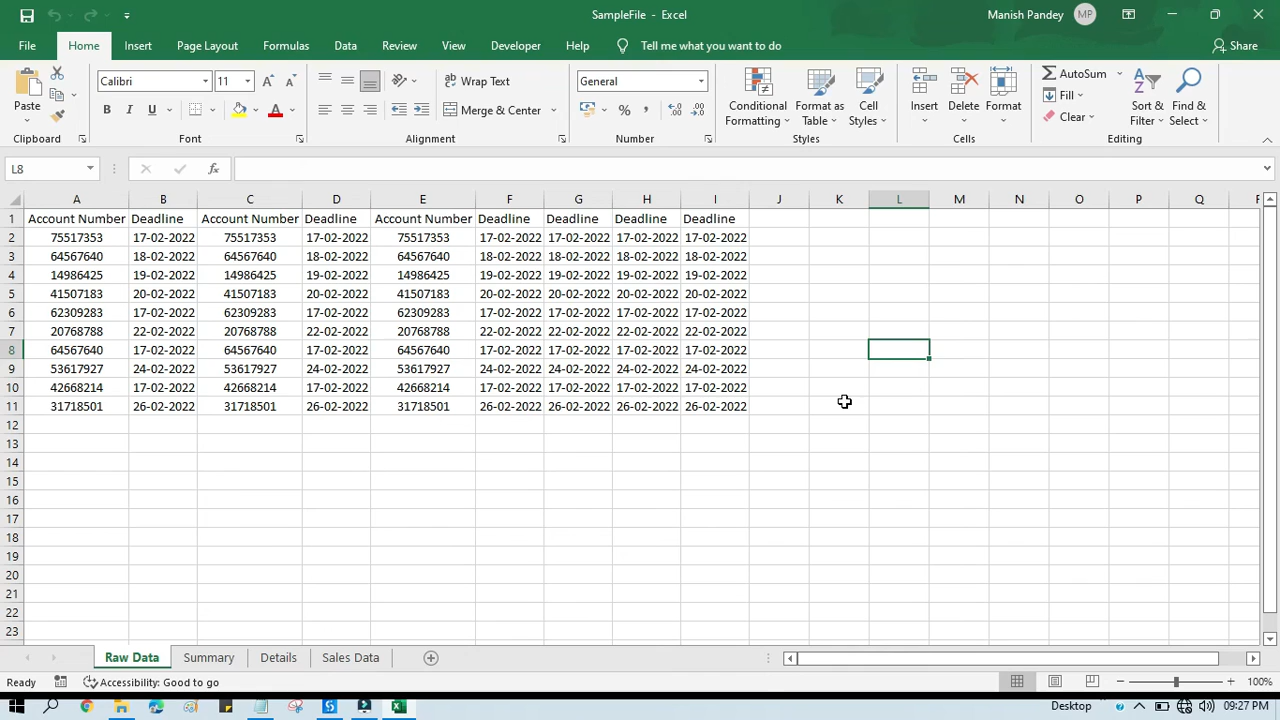 SampleFile - Excel
Manish Pandey MP
File Home Insert Page Layout Formulas Data Review View Developer Help Tell me what you want to do Share
Paste
Calibri 11
B I U
Wrap Text
Merge & Center
General
Conditional Formatting
Format as Table
Cell Styles
Insert
Delete
Format
AutoSum
Fill
Clear
Sort & Filter
Find & Select
Clipboard Font Alignment Number Styles Cells Editing
L8 fx
A B C D E F G H I J K L M N O P Q
1 Account Number Deadline Account Number Deadline Account Number Deadline Deadline Deadline Deadline
2 75517353 17-02-2022 75517353 17-02-2022 75517353 17-02-2022 17-02-2022 17-02-2022 17-02-2022
3 64567640 18-02-2022 64567640 18-02-2022 64567640 18-02-2022 18-02-2022 18-02-2022 18-02-2022
4 14986425 19-02-2022 14986425 19-02-2022 14986425 19-02-2022 19-02-2022 19-02-2022 19-02-2022
5 41507183 20-02-2022 41507183 20-02-2022 41507183 20-02-2022 20-02-2022 20-02-2022 20-02-2022
6 62309283 17-02-2022 62309283 17-02-2022 62309283 17-02-2022 17-02-2022 17-02-2022 17-02-2022
7 20768788 22-02-2022 20768788 22-02-2022 20768788 22-02-2022 22-02-2022 22-02-2022 22-02-2022
8 64567640 17-02-2022 64567640 17-02-2022 64567640 17-02-2022 17-02-2022 17-02-2022 17-02-2022
9 53617927 24-02-2022 53617927 24-02-2022 53617927 24-02-2022 24-02-2022 24-02-2022 24-02-2022
10 42668214 17-02-2022 42668214 17-02-2022 42668214 17-02-2022 17-02-2022 17-02-2022 17-02-2022
11 31718501 26-02-2022 31718501 26-02-2022 31718501 26-02-2022 26-02-2022 26-02-2022 26-02-2022
12
13
14
15
16
17
18
19
20
21
22
23
Raw Data Summary Details Sales Data
Ready Accessibility: Good to go 100%
Desktop 09:27 PM